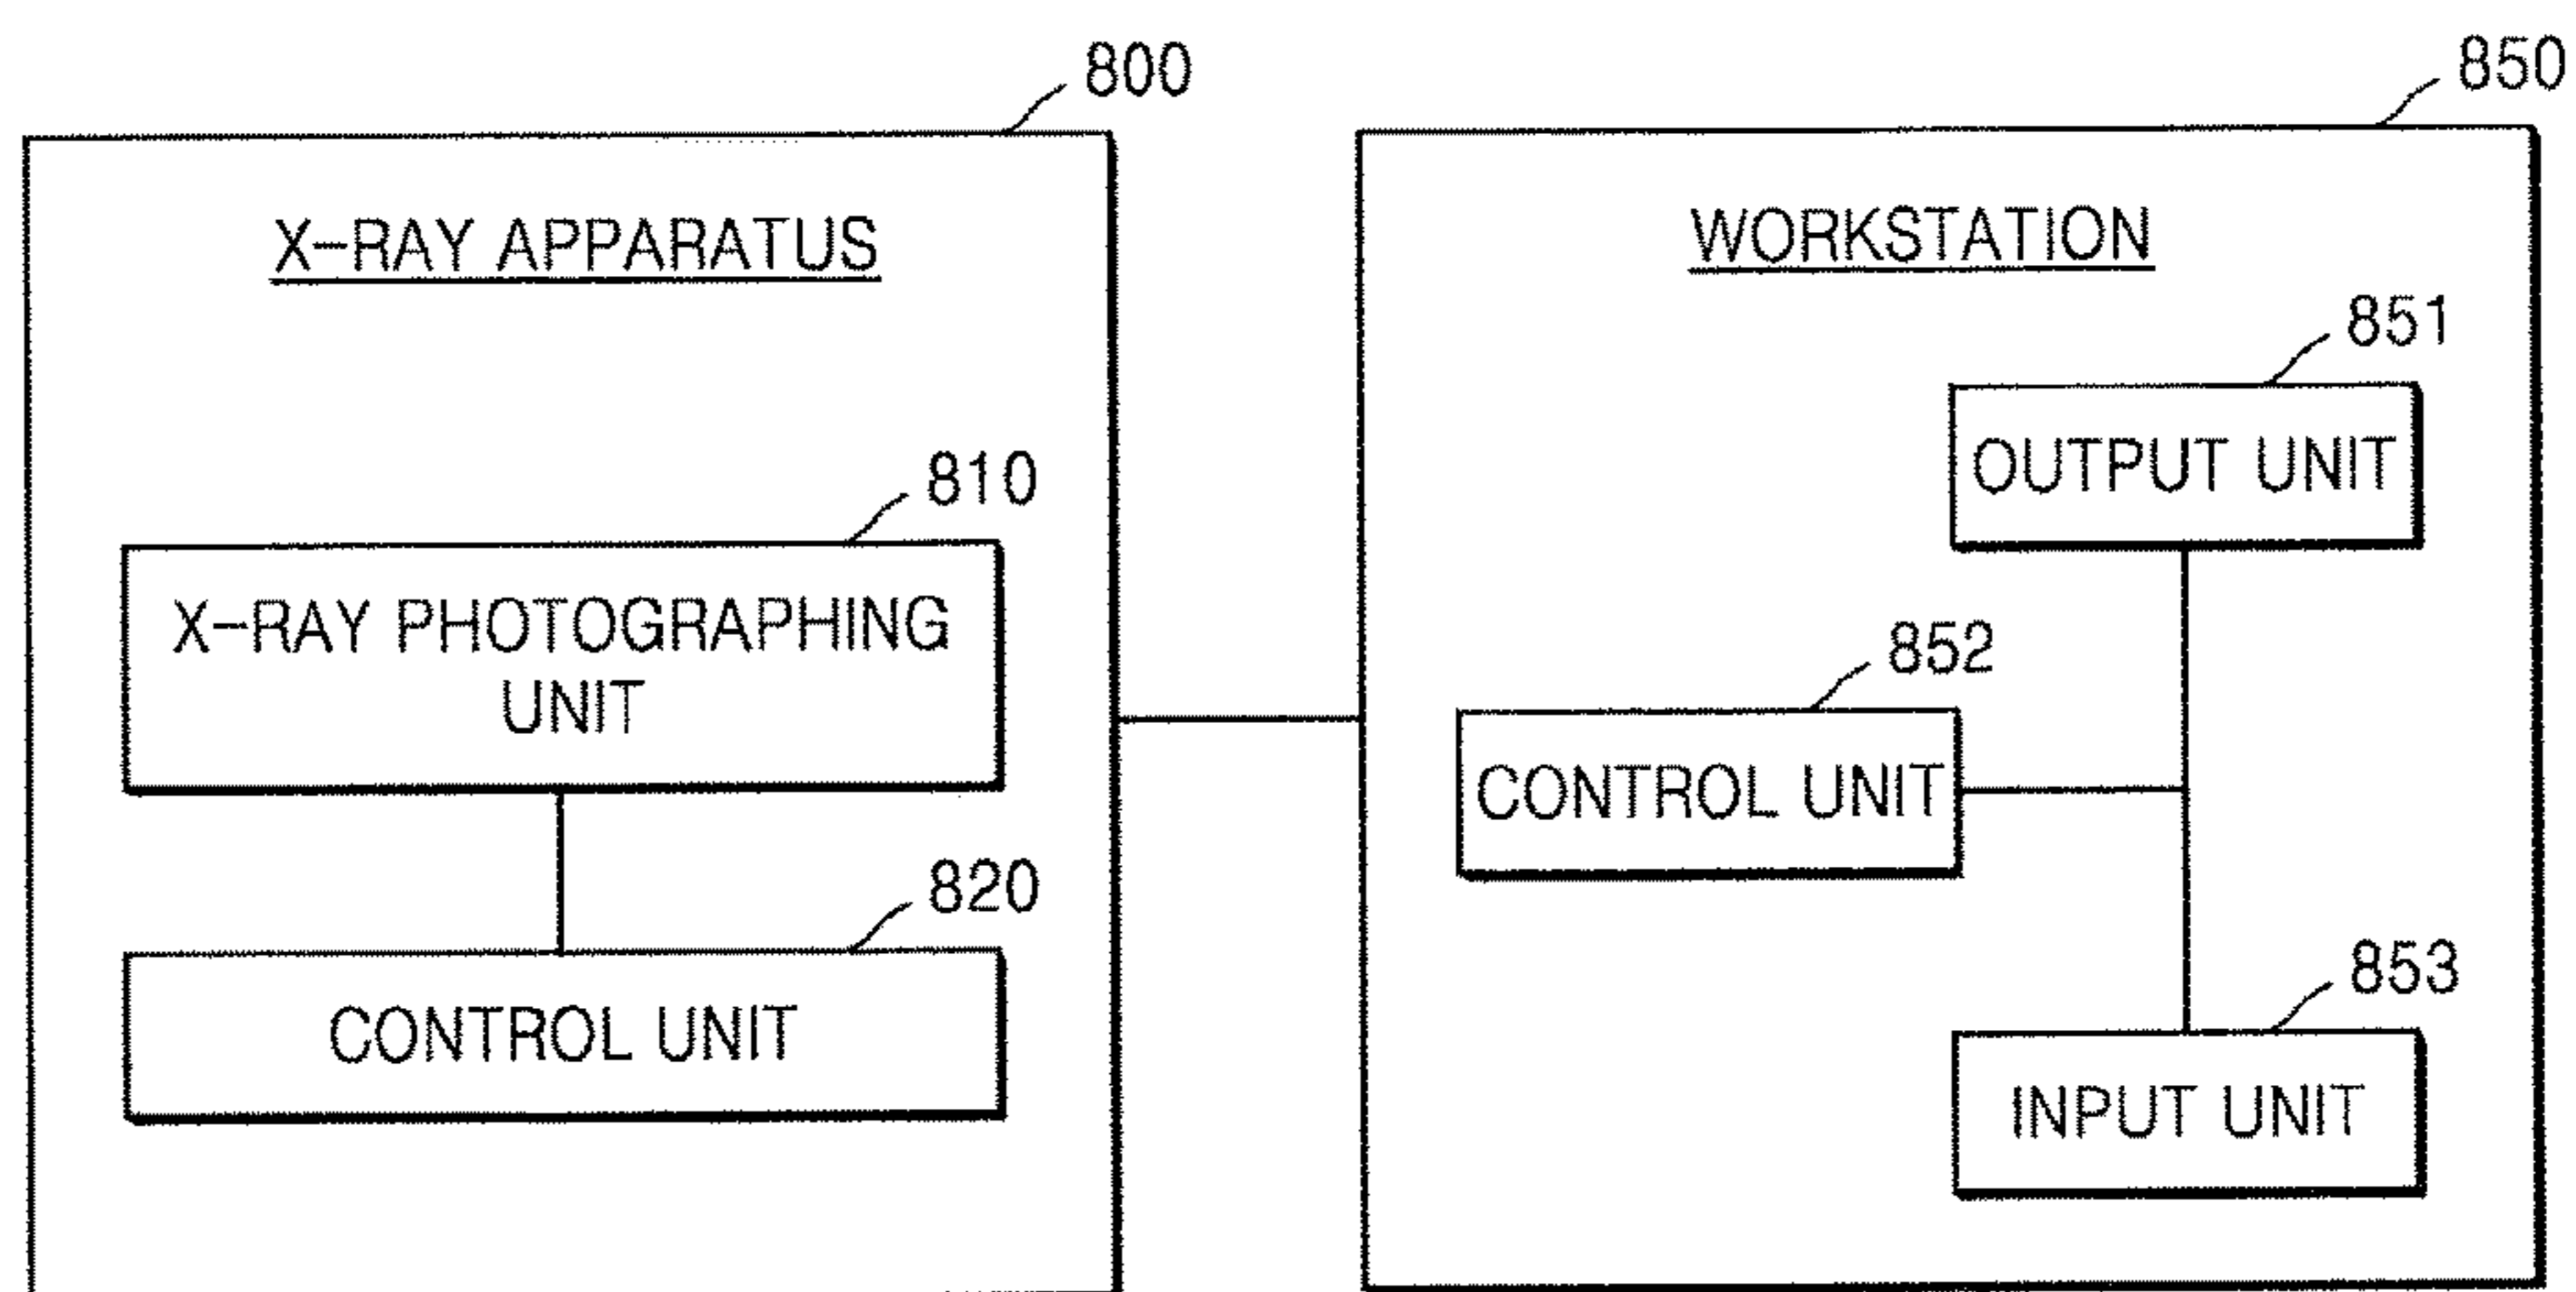 800
X-RAY APPARATUS
810
X-RAY PHOTOGRAPHING
UNIT
820
CONTROL UNIT
850
WORKSTATION
851
OUTPUT UNIT
852
CONTROL UNIT
853
INPUT UNIT